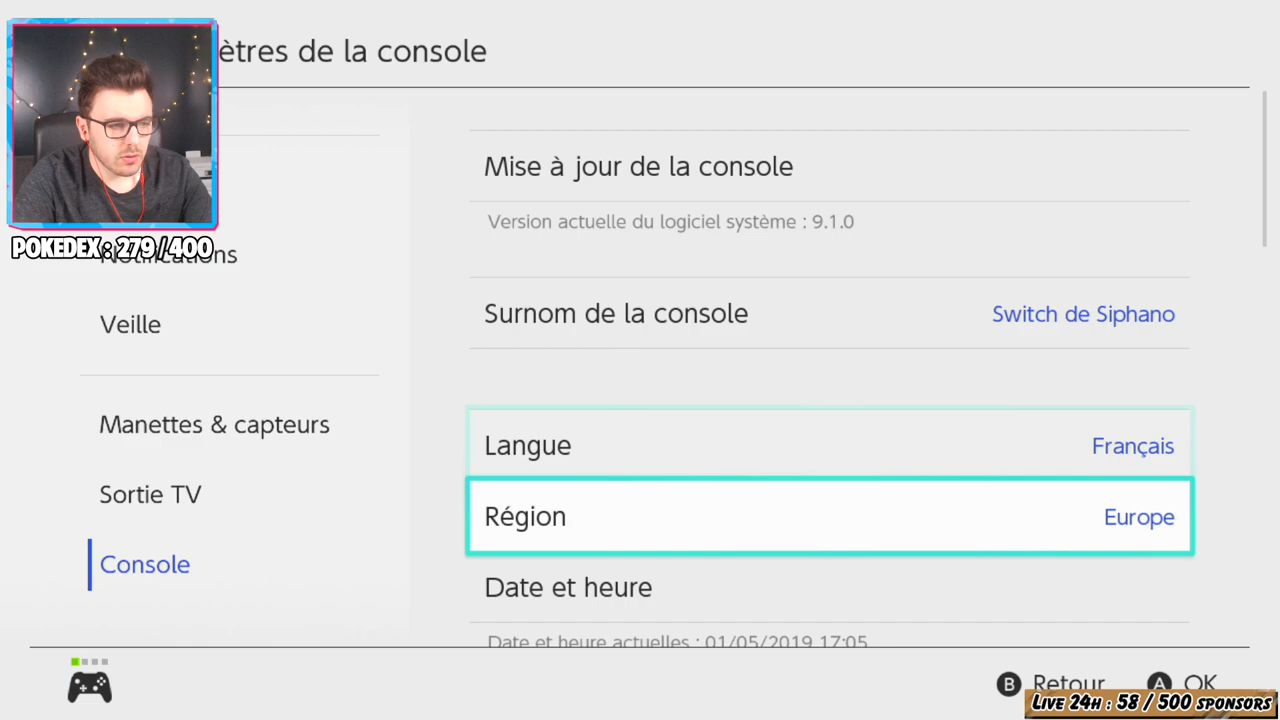 ètres de la console
Mise à jour de la console
Version actuelle du logiciel système : 9.1.0
POKEDEX : 279/400
Notifications
Veille
Surnom de la console
Switch de Siphano
Manettes & capteurs
Langue
Français
Sortie TV
Région
Europe
Console
Date et heure
Date et heure actuelles : 01/05/2019 17:05
B Retour
A OK
LIVE 24H : 58 / 500 SPONSORS